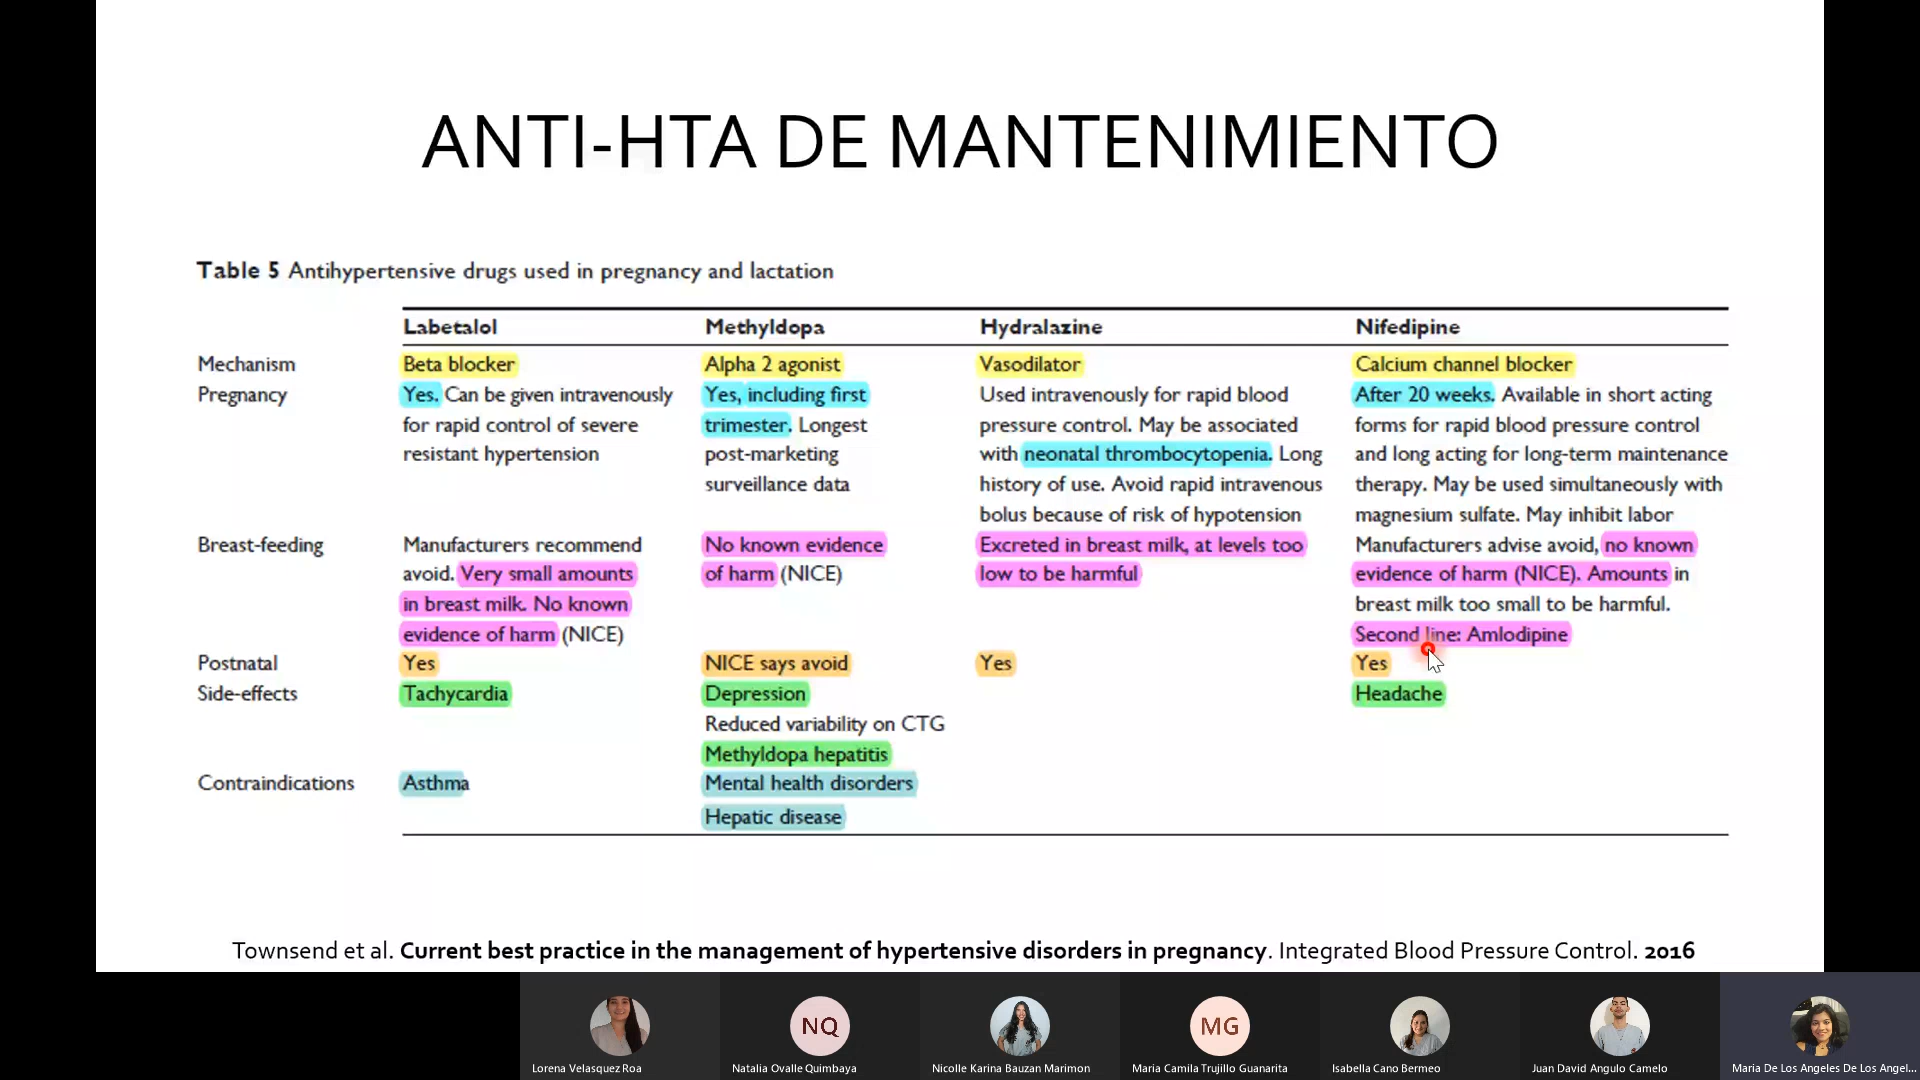 ANTI-HTA DE MANTENIMIENTO
Table 5 Antihypertensive drugs used in pregnancy and lactation
Labetalol Methyldopa Hydralazine Nifedipine
Mechanism Beta blocker Alpha 2 agonist Vasodilator Calcium channel blocker
Pregnancy Yes. Can be given intravenously Yes, including first Used intravenously for rapid blood After 20 weeks. Available in short acting
for rapid control of severe trimester. Longest pressure control. May be associated forms for rapid blood pressure control
resistant hypertension post-marketing with neonatal thrombocytopenia. Long and long acting for long-term maintenance
surveillance data history of use. Avoid rapid intravenous therapy. May be used simultaneously with
bolus because of risk of hypotension magnesium sulfate. May inhibit labor
Breast-feeding Manufacturers recommend No known evidence Excreted in breast milk, at levels too Manufacturers advise avoid, no known
avoid. Very small amounts of harm (NICE) low to be harmful evidence of harm (NICE). Amounts in
in breast milk. No known breast milk too small to be harmful.
evidence of harm (NICE) Second line: Amlodipine
Postnatal Yes NICE says avoid Yes Yes
Side-effects Tachycardia Depression Headache
Reduced variability on CTG
Methyldopa hepatitis
Contraindications Asthma Mental health disorders
Hepatic disease
Townsend et al. Current best practice in the management of hypertensive disorders in pregnancy. Integrated Blood Pressure Control. 2016
NQ MG
Lorena Velasquez Roa Natalia Ovalle Quimbaya Nicolle Karina Bauzan Marimon Maria Camila Trujillo Guanarita Isabella Cano Bermeo Juan David Angulo Camelo Maria De Los Angeles De Los Angel...